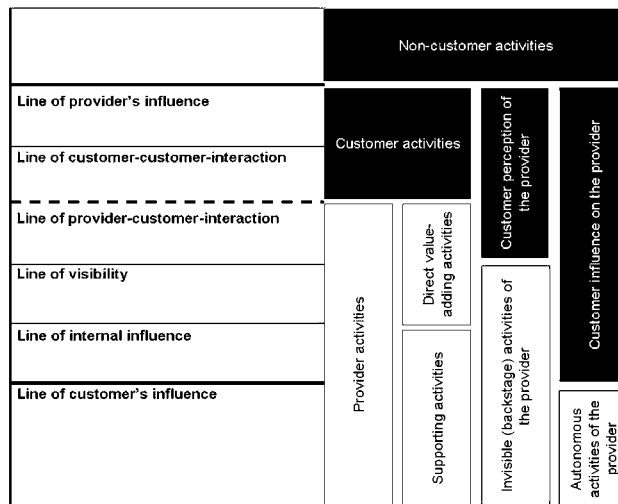 Non-customer activities
Line of provider's influence
Line of customer-customer-interaction
Line of provider-customer-interaction
Line of visibility
Line of internal influence
Line of customer's influence
Customer activities
Customer perception of
the provider
Customer influence on the provider
Provider activities
Direct value-
adding activities
Supporting activities
Invisible (backstage) activities of
the provider
Autonomous
activities of the
provider